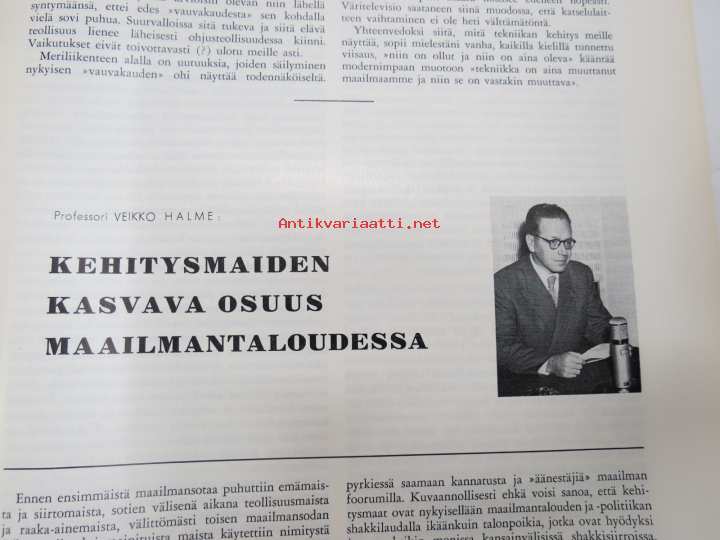 syntymäänsä, ettei edes »vauvakaudesta» sen kohdalla
vielä sovi puhua. Suurvalloissa sitä tukeva ja siitä elävä
teollisuus lienee läheisesti ohjusteollisuudessa kiinni.
Vaikutukset eivät toivottavasti (?) ulotu meille asti.
Meriliikenteen alalla on uutuuksia, joiden säilyminen
nykyisen »vauvakauden» ohi näyttää todennäköiseltä.
Väritelevisio saataneen siinä muodossa, että katselulait-
teen vaihtaminen ei ole heti välttämätöntä.
Yhteenvedoksi siitä, mitä tekniikan kehitys meille
näyttää, sopii mielestäni vanha, kaikilla kielillä tunnettu
viisaus, »niin on ollut ja niin on aina oleva» kääntää
modernimpaan muotoon »tekniikka on aina muuttanut
maailmaamme ja niin se on vastakin muuttava».
Professori VEIKKO HALME:
Antikvariaatti.net
KEHITYSMAIDEN
KASVAVA OSUUS
MAAILMANTALOUDESSA
Ennen ensimmäistä maailmansotaa puhuttiin emämais-
ta ja siirtomaista, sotien välisenä aikana teollisuusmaista
ja raaka-ainemaista, välittömästi toisen maailmansodan
maista käytettiin nimitystä
pyrkiessä saamaan kannatusta ja »äänestäjiä» maailman
foorumilla. Kuvaannollisesti ehkä voisi sanoa, että kehi-
tysmaat ovat nykyisellään maailmantalouden ja -politiikan
shakkilaudalla ikäänkuin talonpoikia, jotka ovat hyödyksi
monissa kansainvälisissä shakkisiirroissa.